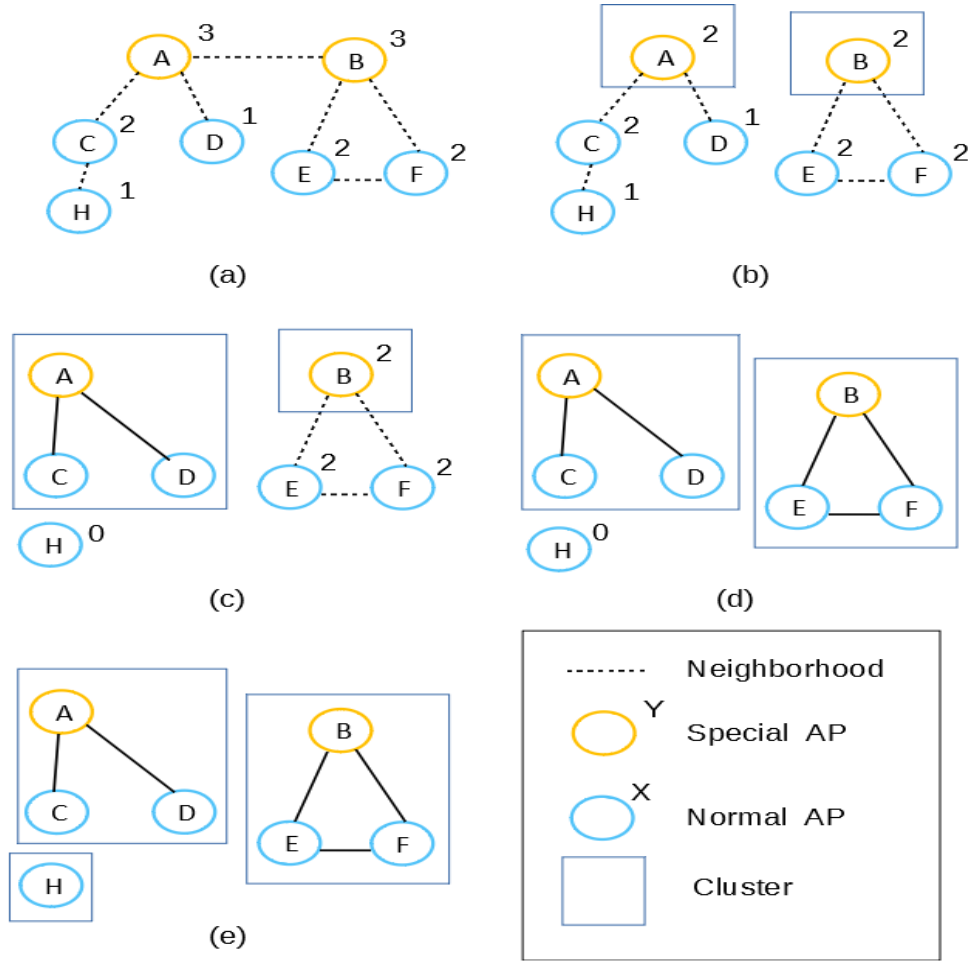 3
3
A
B
2
1
C
D
2
2
E
F
1
H
(a)
2
2
A
B
2
1
C
D
2
2
E
F
1
H
(b)
A
2
B
C
D
2
2
E
F
H
0
(c)
A
B
C
D
E
F
H
0
(d)
A
B
C
D
E
F
H
(e)
Neighborhood
Y
Special AP
X
Normal AP
Cluster